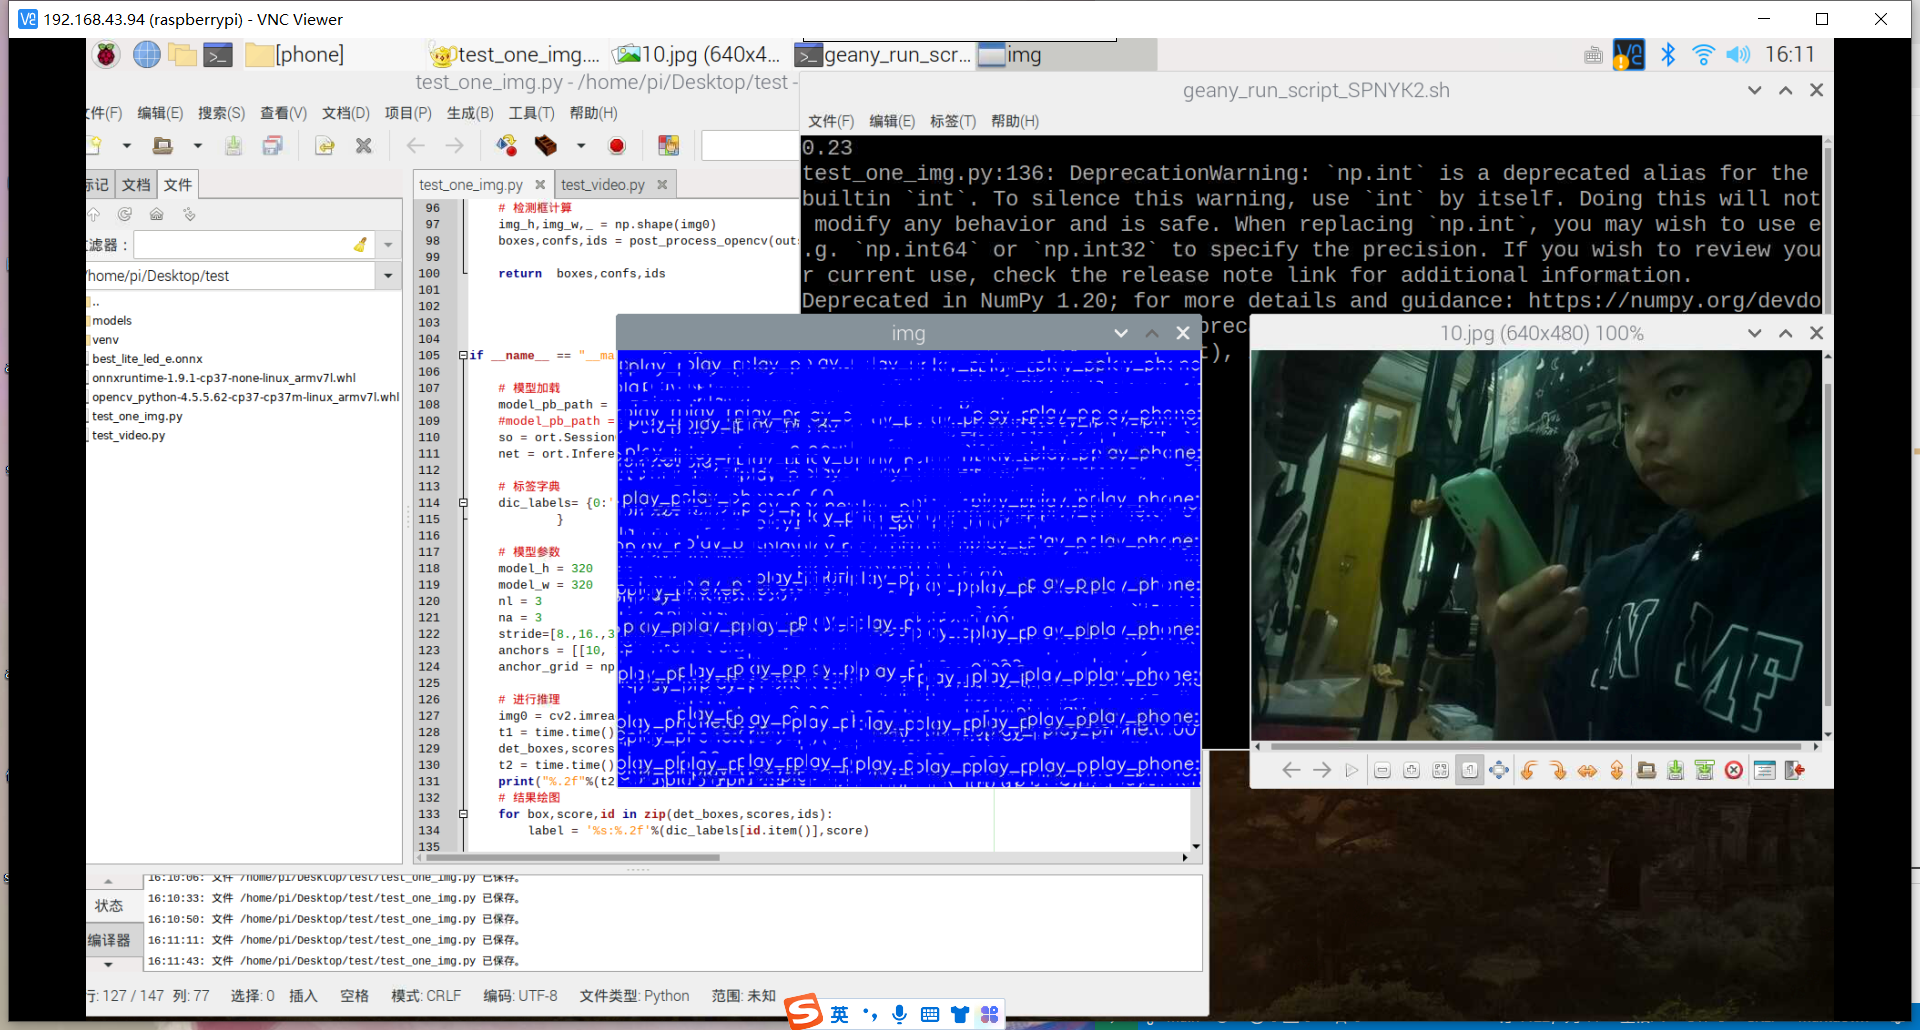 192.168.43.94 (raspberrypi) - VNC Viewer
[phone]
test_one_img....
10.jpg (640x4...
geany_run_scr...
img
16:11
test_one_img.py - /home/pi/Desktop/test -
文件(F) 编辑(E) 搜索(S) 查看(V) 文档(D) 项目(P) 生成(B) 工具(T) 帮助(H)
标记 文档 文件
滤器：
/home/pi/Desktop/test
..
models
venv
best_lite_led_e.onnx
onnxruntime-1.9.1-cp37-none-linux_armv7l.whl
opencv_python-4.5.5.62-cp37-cp37m-linux_armv7l.whl
test_one_img.py
test_video.py
test_one_img.py test_video.py
96 # 检测框计算
97 img_h,img_w,_ = np.shape(img0)
98 boxes,confs,ids = post_process_opencv(out
99
100 return boxes,confs,ids
101
102
103
104
105 if __name__ == "__ma
106
107 # 模型加载
108 model_pb_path =
109 #model_pb_path =
110 so = ort.Session
111 net = ort.Infere
112
113 # 标签字典
114 dic_labels= {0:'
115 }
116
117 # 模型参数
118 model_h = 320
119 model_w = 320
120 nl = 3
121 na = 3
122 stride=[8.,16.,3
123 anchors = [[10,
124 anchor_grid = np
125
126 # 进行推理
127 img0 = cv2.imrea
128 t1 = time.time()
129 det_boxes,scores
130 t2 = time.time()
131 print("%.2f"%(t2
132 # 结果绘图
133 for box,score,id in zip(det_boxes,scores,ids):
134 label = '%s:%.2f'%(dic_labels[id.item()],score)
135
geany_run_script_SPNYK2.sh
文件(F) 编辑(E) 标签(T) 帮助(H)
0.23
test_one_img.py:136: DeprecationWarning: `np.int` is a deprecated alias for the
builtin `int`. To silence this warning, use `int` by itself. Doing this will not
modify any behavior and is safe. When replacing `np.int`, you may wish to use e
.g. `np.int64` or `np.int32` to specify the precision. If you wish to review you
r current use, check the release note link for additional information.
Deprecated in NumPy 1.20; for more details and guidance: https://numpy.org/devdo
img
play_phone:
10.jpg (640x480) 100%
N MF
状态
编译器
16:10:06: 文件 /home/pi/Desktop/test/test_one_img.py 已保存。
16:10:33: 文件 /home/pi/Desktop/test/test_one_img.py 已保存。
16:10:50: 文件 /home/pi/Desktop/test/test_one_img.py 已保存。
16:11:11: 文件 /home/pi/Desktop/test/test_one_img.py 已保存。
16:11:43: 文件 /home/pi/Desktop/test/test_one_img.py 已保存。
行: 127 / 147 列: 77 选择: 0 插入 空格 模式: CRLF 编码: UTF-8 文件类型: Python 范围: 未知
英